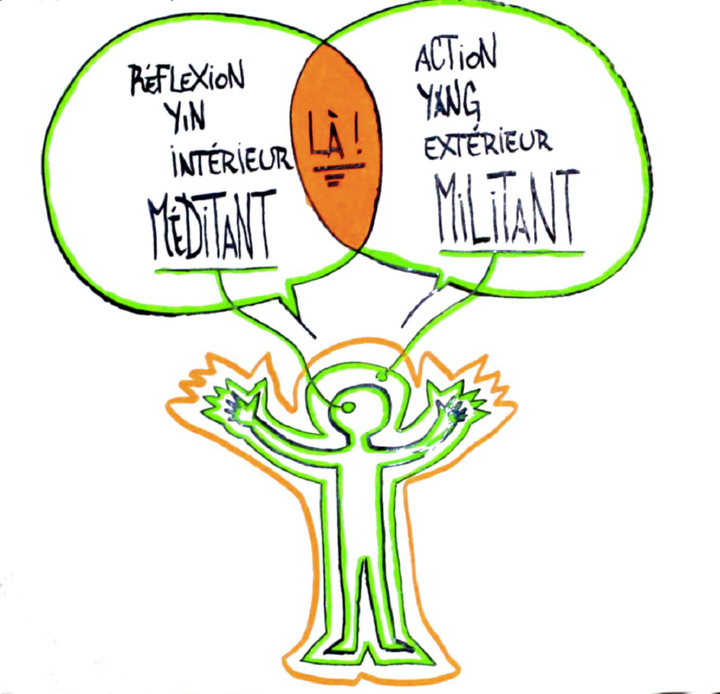 RÉFLEXION
YIN
INTÉRIEUR
MÉDITANT
LÀ !
ACTION
YANG
EXTÉRIEUR
MILITANT